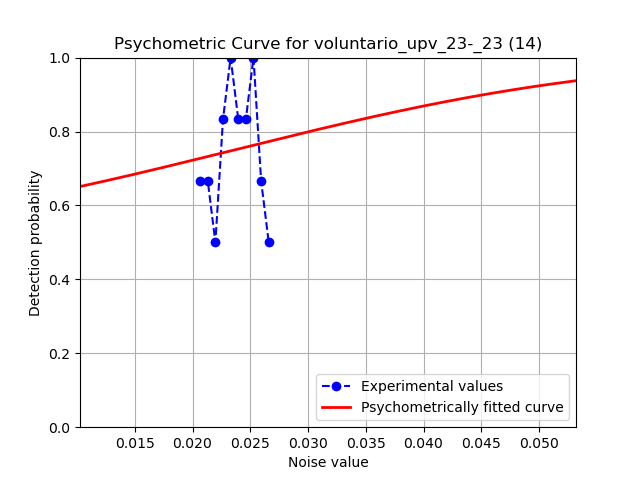 Psychometric Curve for voluntario_upv_23-_23 (14)
1.0
0.8
0.6
0.4
0.2
0.0
Detection probability
Experimental values
Psychometrically fitted curve
0.015 0.020 0.025 0.030 0.035 0.040 0.045 0.050
Noise value